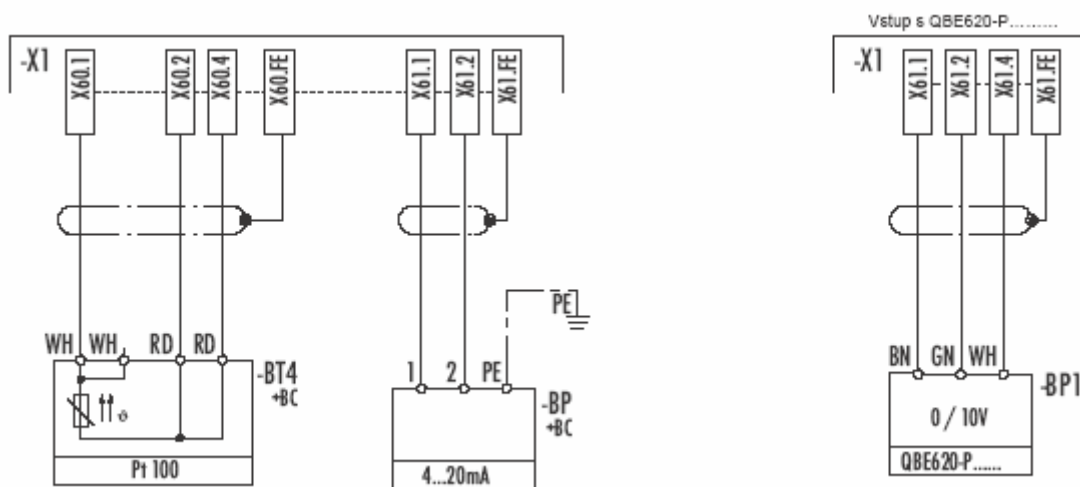 Vstup s QBE620-P..........
-X1
X60.1
X60.2
X60.4
X60.FE
X61.1
X61.2
X61.FE
-X1
X61.1
X61.2
X61.4
X61.FE
PE
WH WH RD RD
-BT4
+BC
ϑ
Pt 100
1 2 PE
-BP
+BC
4...20mA
BN GN WH
-BP1
0 / 10V
QBE620-P......